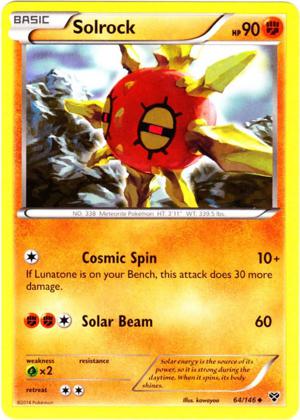 BASIC
Solrock
HP90
NO. 338 Meteorite Pokémon HT. 3'11" WT. 339.5 lbs.
Cosmic Spin 10+
If Lunatone is on your Bench, this attack does 30 more
damage.
Solar Beam 60
weakness resistance
×2
Solar energy is the source of its
power, so it is strong during the
daytime. When it spins, its body
shines.
retreat
©2014 Pokémon
Illus. kawayoo
64/146
XY